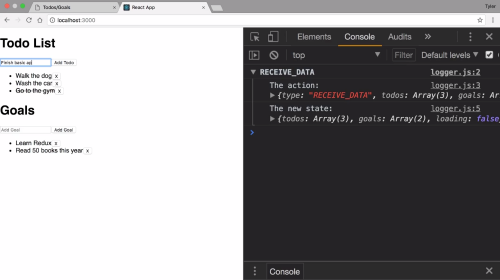 Todos/Goals
React App
Tyler
localhost:3000
Todo List
Finish basic ap
Add Todo
Walk the dog x
Wash the car x
Go to the gym x
Goals
Add Goal
Add Goal
Learn Redux x
Read 50 books this year x
Elements Console Audits »
top Filter Default levels ▼
▼ RECEIVE_DATA logger.js:2
The action: logger.js:3
▶ {type: "RECEIVE_DATA", todos: Array(3), goals: Ar
The new state: logger.js:5
▶ {todos: Array(3), goals: Array(2), loading: false
Console